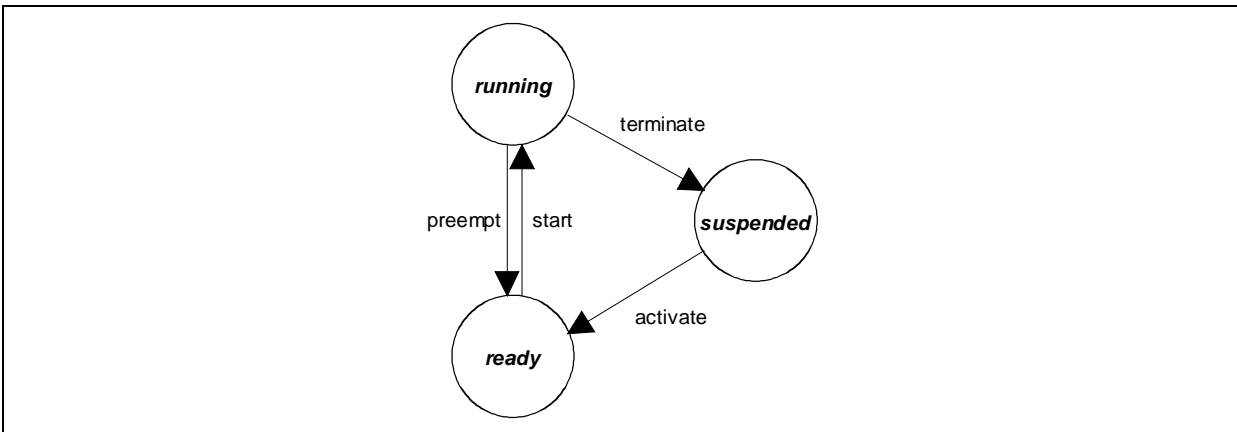 running
terminate
suspended
preempt
start
activate
ready